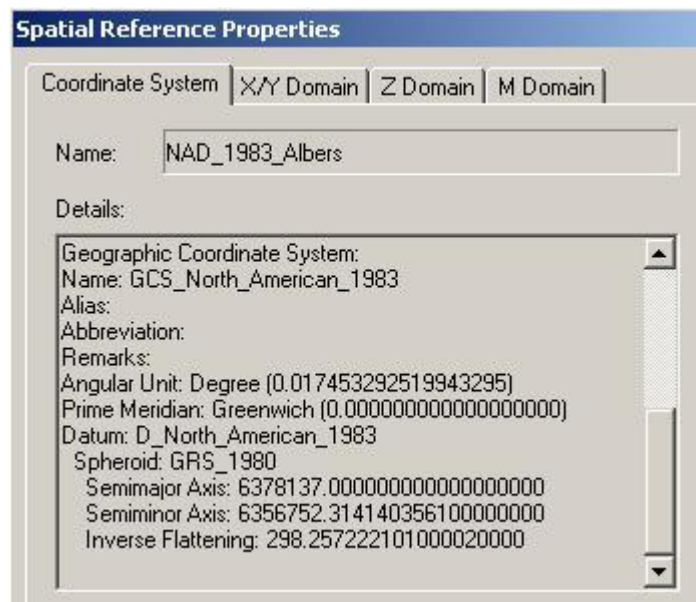 Spatial Reference Properties
Coordinate System X/Y Domain Z Domain M Domain
Name: NAD_1983_Albers
Details:
Geographic Coordinate System:
Name: GCS_North_American_1983
Alias:
Abbreviation:
Remarks:
Angular Unit: Degree (0.017453292519943295)
Prime Meridian: Greenwich (0.000000000000000000)
Datum: D_North_American_1983
Spheroid: GRS_1980
Semimajor Axis: 6378137.000000000000000000
Semiminor Axis: 6356752.314140356100000000
Inverse Flattening: 298.257222101000020000